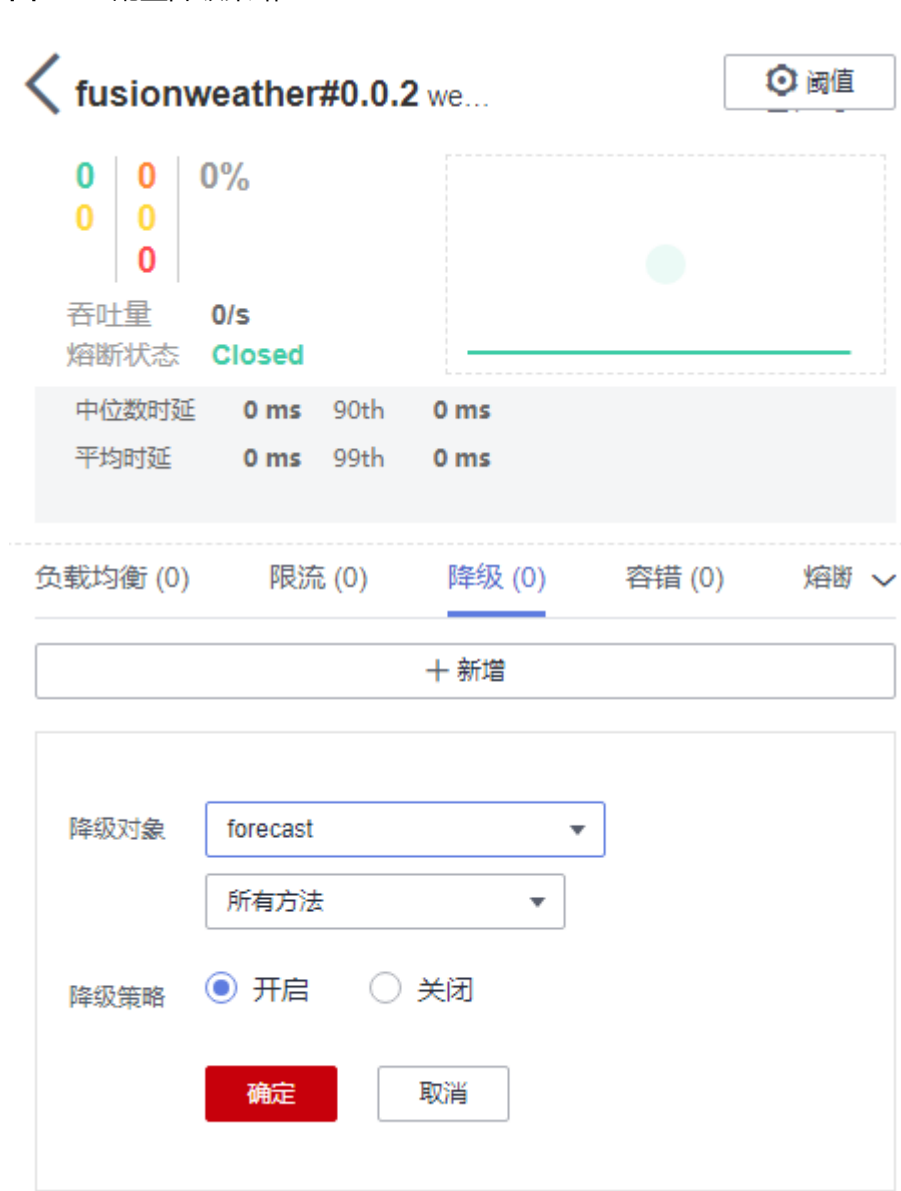 fusionweather#0.0.2 we...
阈值
0 0 0%
0 0
0
吞吐量 0/s
熔断状态 Closed
中位数时延 0 ms 90th 0 ms
平均时延 0 ms 99th 0 ms
负载均衡 (0) 限流 (0) 降级 (0) 容错 (0) 熔断
新增
降级对象 forecast
所有方法
降级策略 开启 关闭
确定 取消